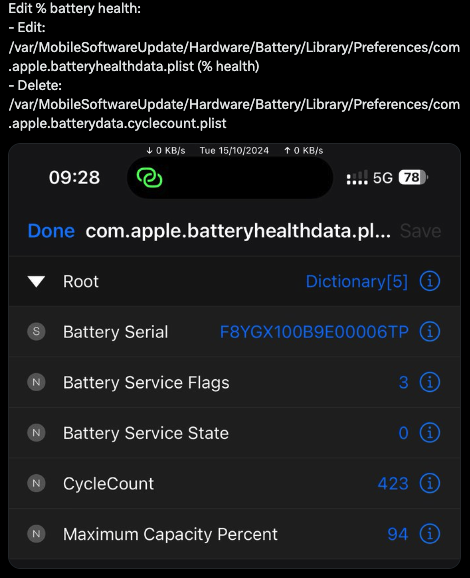 Edit % battery health:
- Edit:
/var/MobileSoftwareUpdate/Hardware/Battery/Library/Preferences/com
.apple.batteryhealthdata.plist (% health)
- Delete:
/var/MobileSoftwareUpdate/Hardware/Battery/Library/Preferences/com
.apple.batterydata.cyclecount.plist
↓ 0 KB/s Tue 15/10/2024 ↑ 0 KB/s
09:28 5G 78
Done com.apple.batteryhealthdata.pl... Save
Root Dictionary[5]
S Battery Serial F8YGX100B9E00006TP
N Battery Service Flags 3
N Battery Service State 0
N CycleCount 423
N Maximum Capacity Percent 94